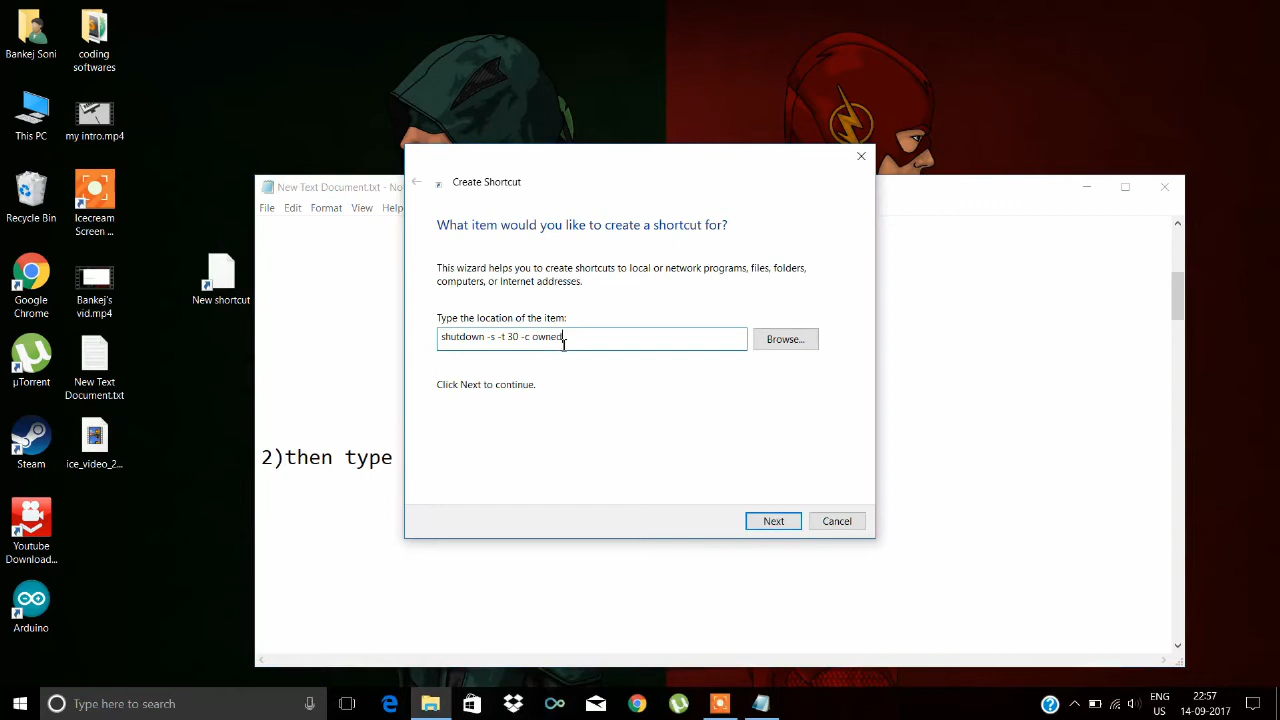 Bankej Soni
coding
softwares
This PC
my intro.mp4
Recycle Bin
Icecream
Screen ...
Google
Chrome
Bankej's
vid.mp4
New shortcut
µTorrent
New Text
Document.txt
Steam
ice_video_2...
Youtube
Download...
Arduino
New Text Document.txt - No
File Edit Format View Help
2)then type
Create Shortcut
What item would you like to create a shortcut for?
This wizard helps you to create shortcuts to local or network programs, files, folders,
computers, or Internet addresses.
Type the location of the item:
shutdown -s -t 30 -c owned
Browse...
Click Next to continue.
Next
Cancel
Type here to search
ENG
US
22:57
14-09-2017